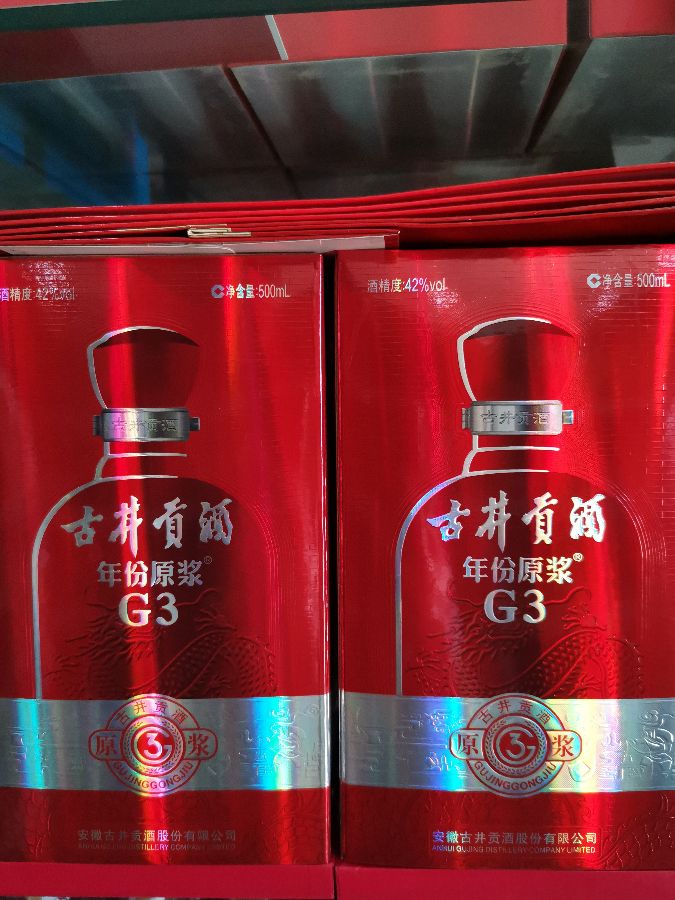 酒精度:42%vol
净含量:500mL
古井贡酒
古井贡酒
年份原浆®
G3
古井贡酒
原3浆
GUJINGGONGJIU
安徽古井贡酒股份有限公司
ANHUI GUJING DISTILLERY COMPANY LIMITED
酒精度:42%vol
净含量:500mL
古井贡酒
古井贡酒
年份原浆®
G3
古井贡酒
原3浆
GUJINGGONGJIU
安徽古井贡酒股份有限公司
ANHUI GUJING DISTILLERY COMPANY LIMITED